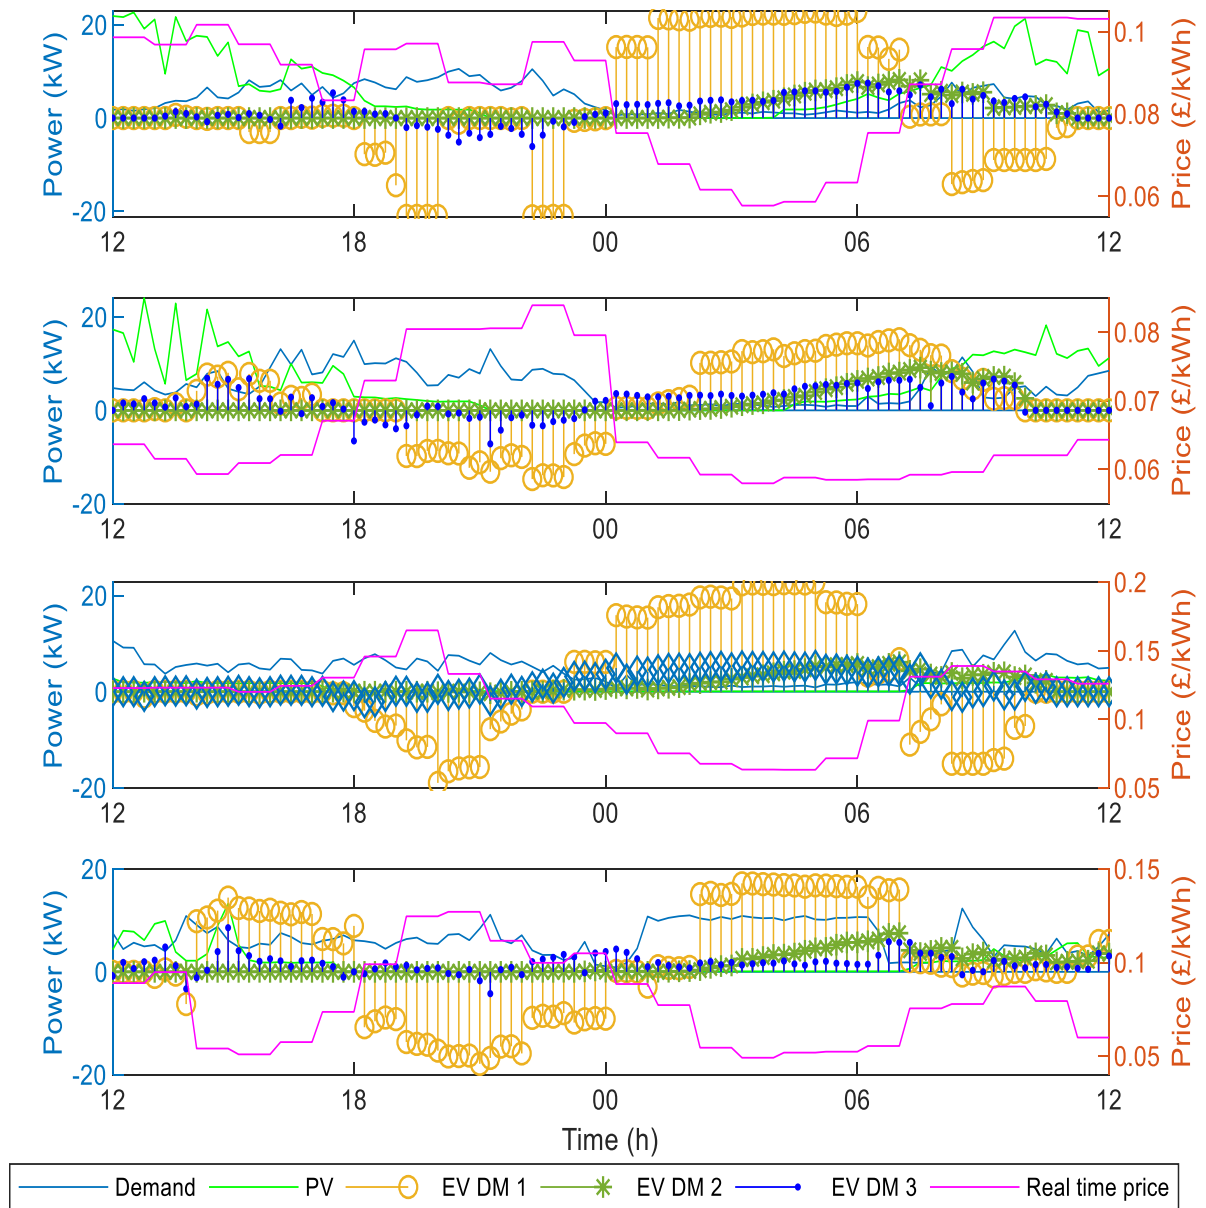 20
0
-20
Power (kW)
0.1
0.08
0.06
Price (£/kWh)
12 18 00 06 12
20
0
-20
Power (kW)
0.08
0.07
0.06
Price (£/kWh)
12 18 00 06 12
20
0
-20
Power (kW)
0.2
0.15
0.1
0.05
Price (£/kWh)
12 18 00 06 12
20
0
-20
Power (kW)
0.15
0.1
0.05
Price (£/kWh)
12 18 00 06 12
Time (h)
Demand PV EV DM 1 EV DM 2 EV DM 3 Real time price